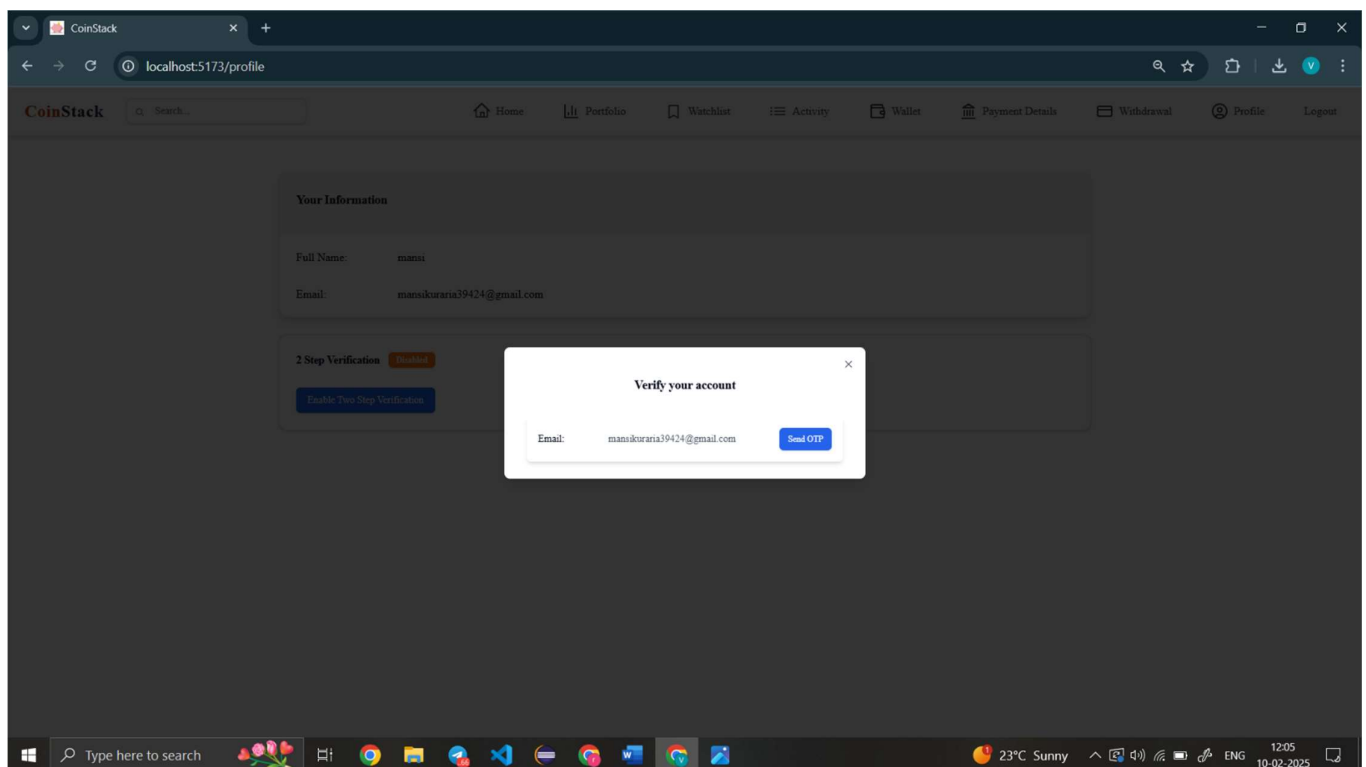 CoinStack
localhost:5173/profile
CoinStack Search... Home Portfolio Watchlist Activity Wallet Payment Details Withdrawal Profile Logout
Your Information
Full Name: mansi
Email: mansikuraria39424@gmail.com
2 Step Verification Disabled
Enable Two Step Verification
Verify your account
Email: mansikuraria39424@gmail.com Send OTP
Type here to search 23°C Sunny ENG 12:05
10-02-2025